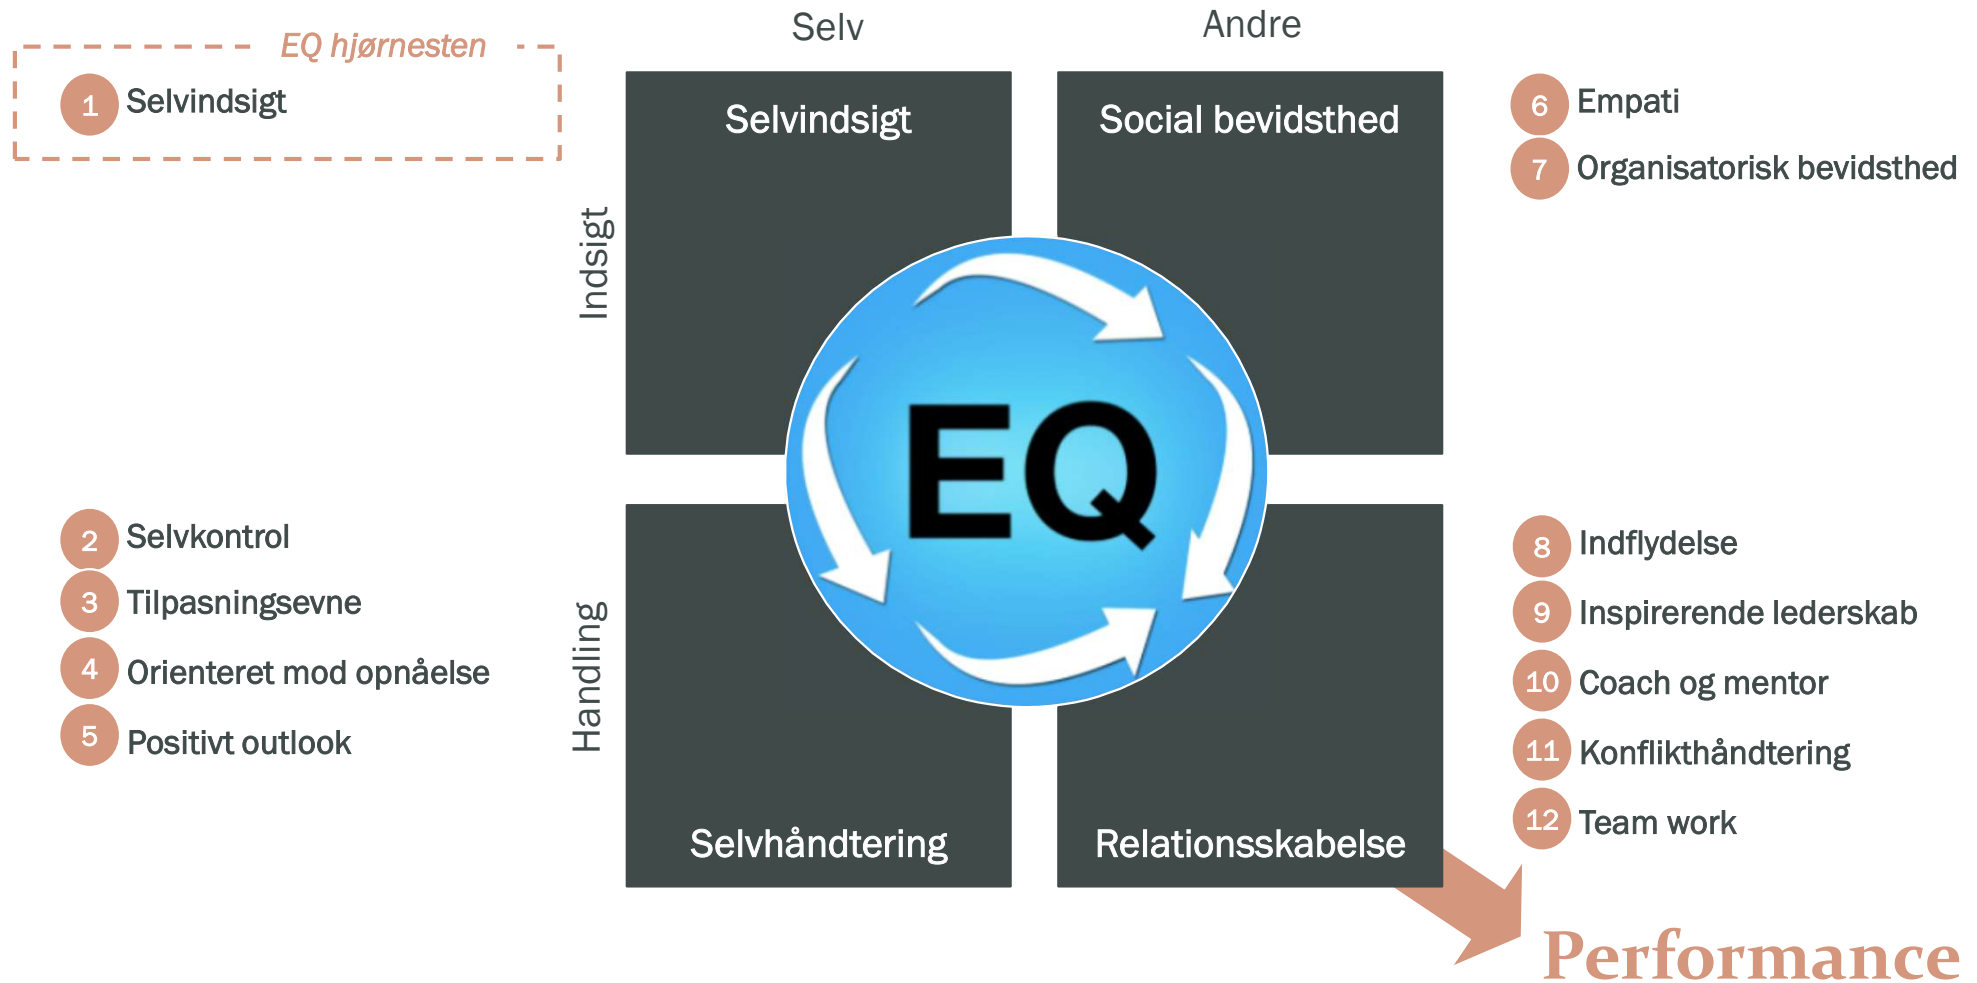 Selv
Andre
EQ hjørnesten
1 Selvindsigt
Selvindsigt
Social bevidsthed
6 Empati
7 Organisatorisk bevidsthed
Indsigt
EQ
2 Selvkontrol
3 Tilpasningsevne
4 Orienteret mod opnåelse
5 Positivt outlook
Handling
8 Indflydelse
9 Inspirerende lederskab
10 Coach og mentor
11 Konflikthåndtering
12 Team work
Selvhåndtering
Relationsskabelse
Performance